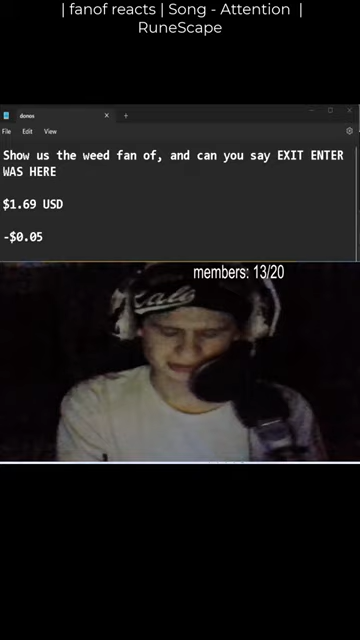 | fanof reacts | Song - Attention |
RuneScape
donos
File Edit View
Show us the weed fan of, and can you say EXIT ENTER
WAS HERE
$1.69 USD
-$0.05
members: 13/20